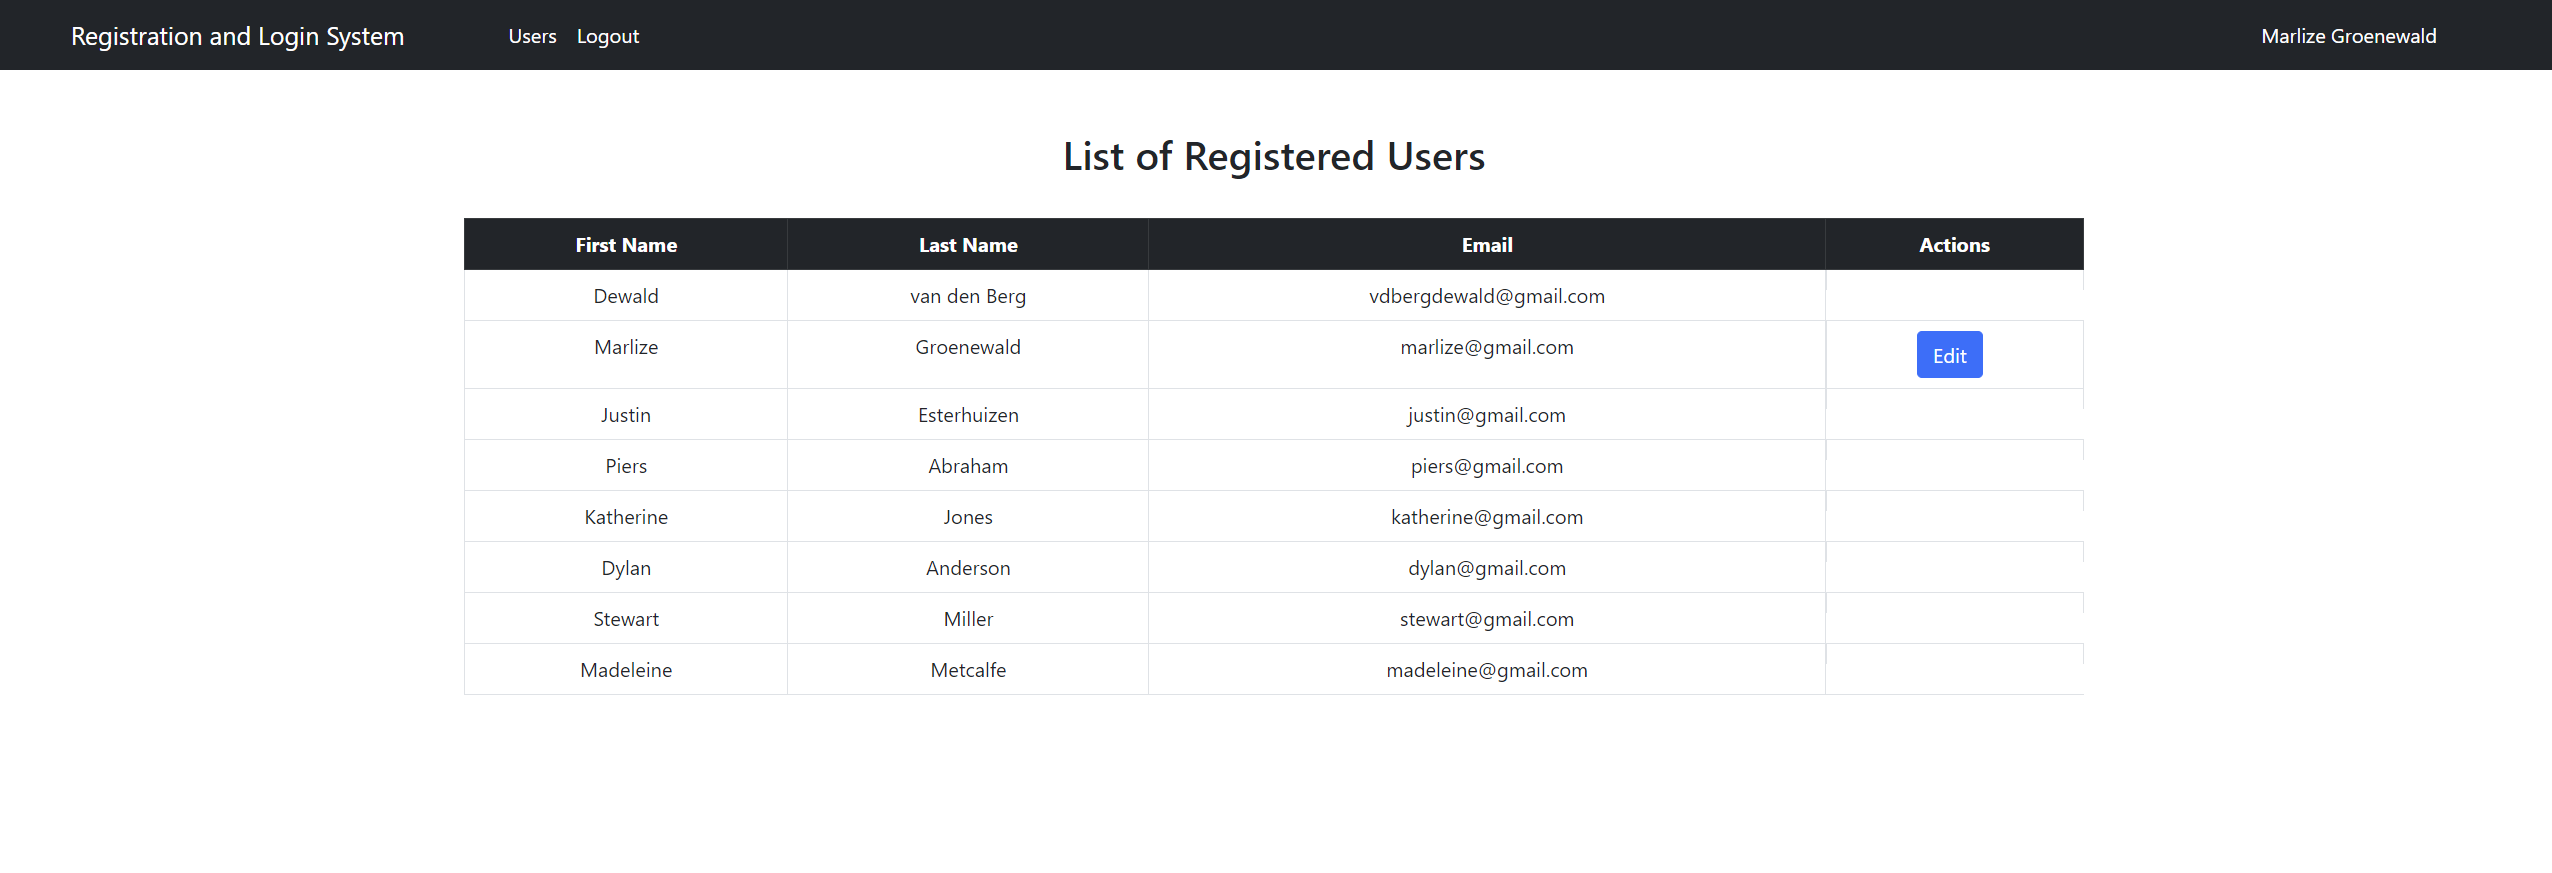 Registration and Login System Users Logout Marlize Groenewald
List of Registered Users
First Name Last Name Email Actions
Dewald van den Berg vdbergdewald@gmail.com
Marlize Groenewald marlize@gmail.com Edit
Justin Esterhuizen justin@gmail.com
Piers Abraham piers@gmail.com
Katherine Jones katherine@gmail.com
Dylan Anderson dylan@gmail.com
Stewart Miller stewart@gmail.com
Madeleine Metcalfe madeleine@gmail.com